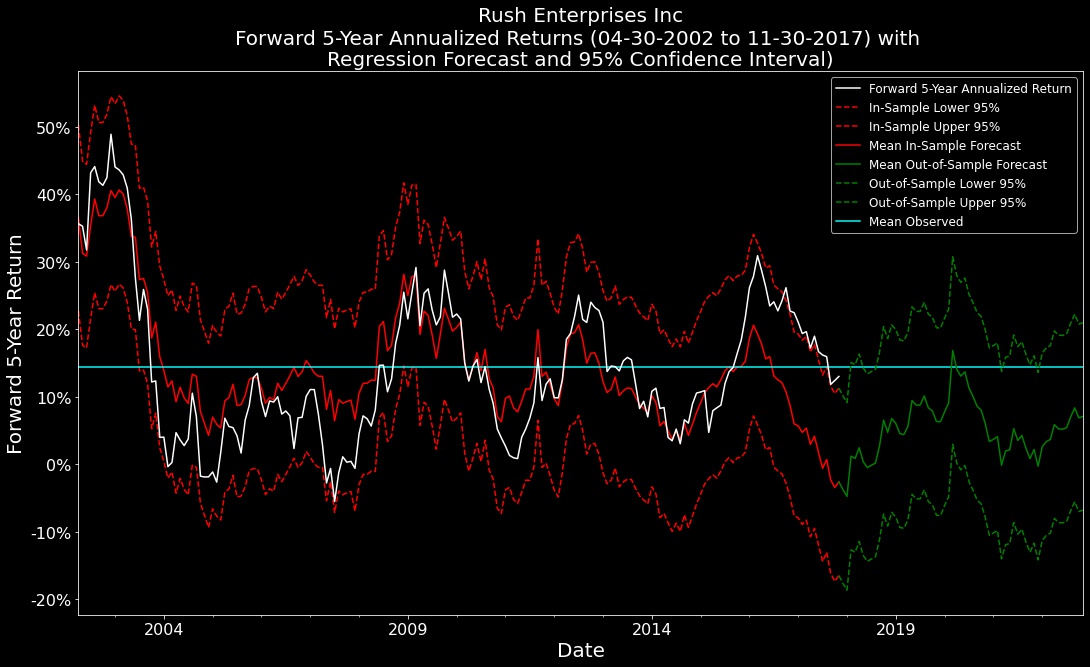 Rush Enterprises Inc
Forward 5-Year Annualized Returns (04-30-2002 to 11-30-2017) with
Regression Forecast and 95% Confidence Interval)
Forward 5-Year Return
50%
40%
30%
20%
10%
0%
-10%
-20%
Forward 5-Year Annualized Return
In-Sample Lower 95%
In-Sample Upper 95%
Mean In-Sample Forecast
Mean Out-of-Sample Forecast
Out-of-Sample Lower 95%
Out-of-Sample Upper 95%
Mean Observed
2004 2009 2014 2019
Date